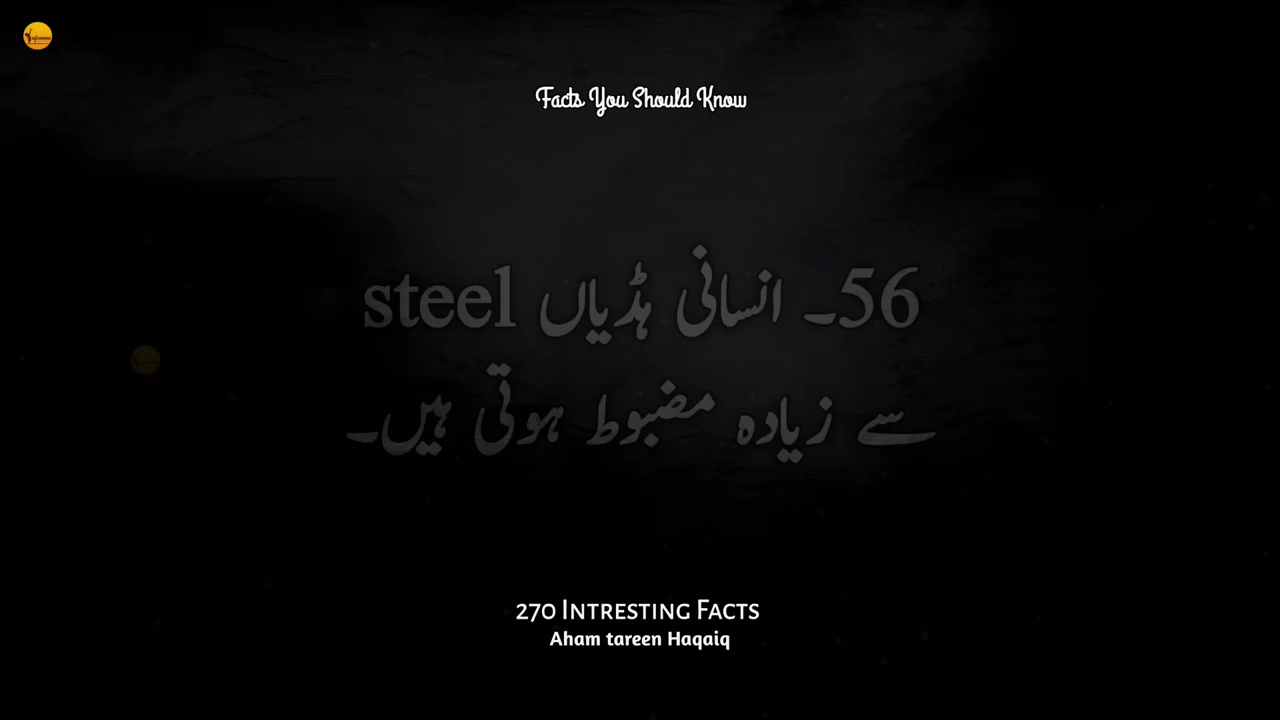 Facts You Should Know
56۔ انسانی ہڈیاں steel
سے زیادہ مضبوط ہوتی ہیں۔
270 Intresting Facts
Aham tareen Haqaiq